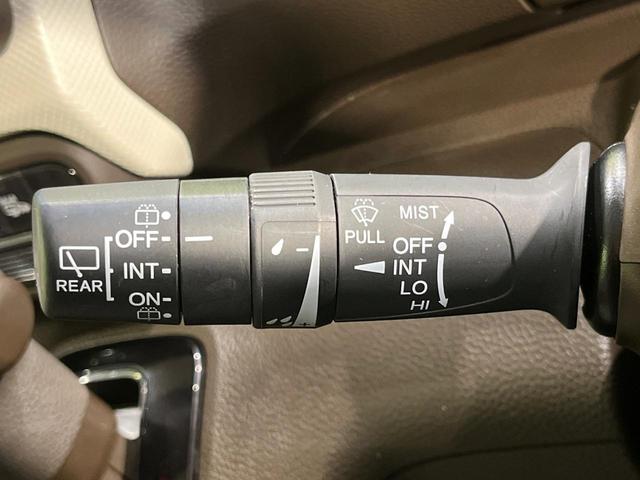 OFF
INT
ON
REAR
PULL
MIST
OFF
INT
LO
HI